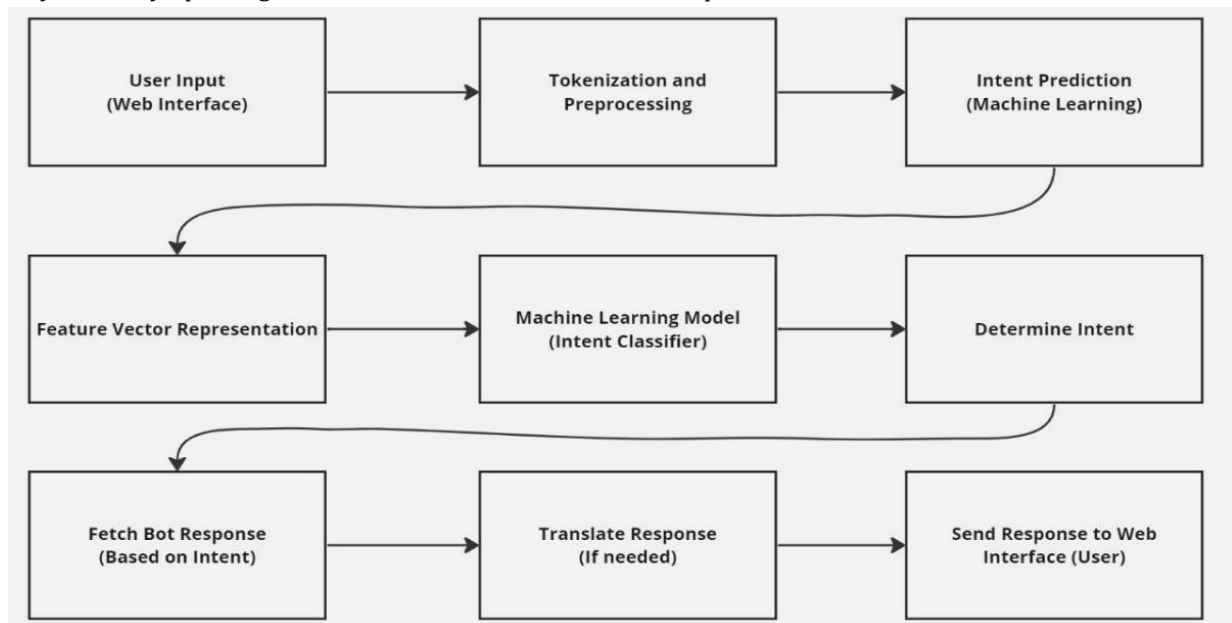 User Input
(Web Interface)
Tokenization and
Preprocessing
Intent Prediction
(Machine Learning)
Feature Vector Representation
Machine Learning Model
(Intent Classifier)
Determine Intent
Fetch Bot Response
(Based on Intent)
Translate Response
(If needed)
Send Response to Web
Interface (User)